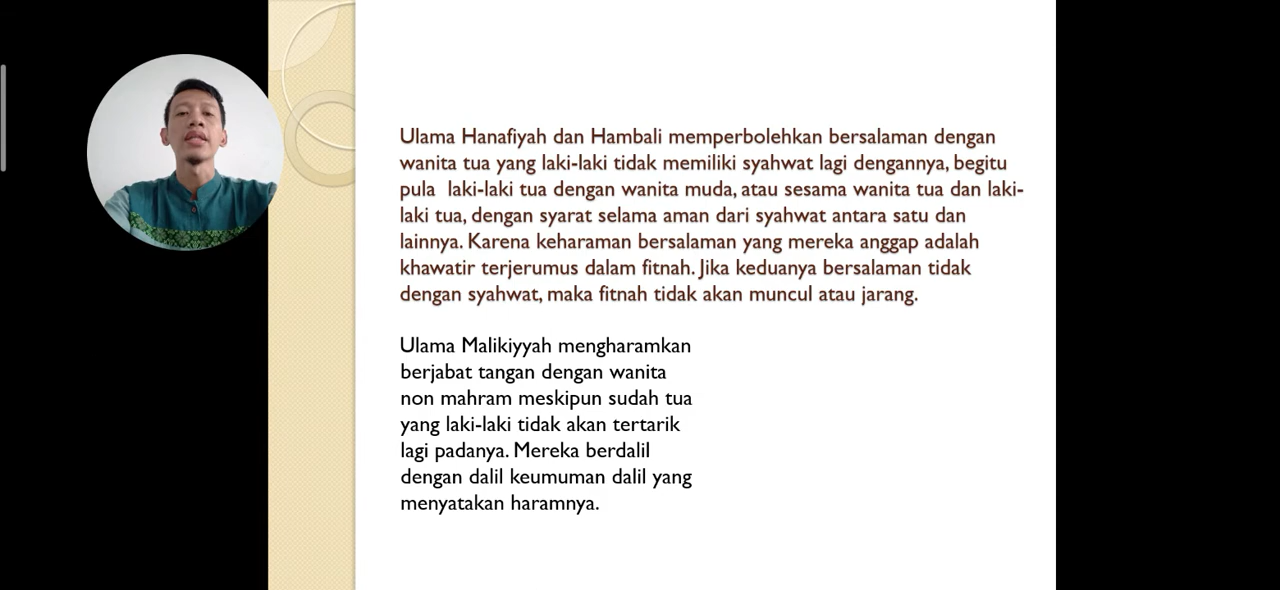 Ulama Hanafiyah dan Hambali memperbolehkan bersalaman dengan
wanita tua yang laki-laki tidak memiliki syahwat lagi dengannya, begitu
pula laki-laki tua dengan wanita muda, atau sesama wanita tua dan laki-
laki tua, dengan syarat selama aman dari syahwat antara satu dan
lainnya. Karena keharaman bersalaman yang mereka anggap adalah
khawatir terjerumus dalam fitnah. Jika keduanya bersalaman tidak
dengan syahwat, maka fitnah tidak akan muncul atau jarang.
Ulama Malikiyyah mengharamkan
berjabat tangan dengan wanita
non mahram meskipun sudah tua
yang laki-laki tidak akan tertarik
lagi padanya. Mereka berdalil
dengan dalil keumuman dalil yang
menyatakan haramnya.